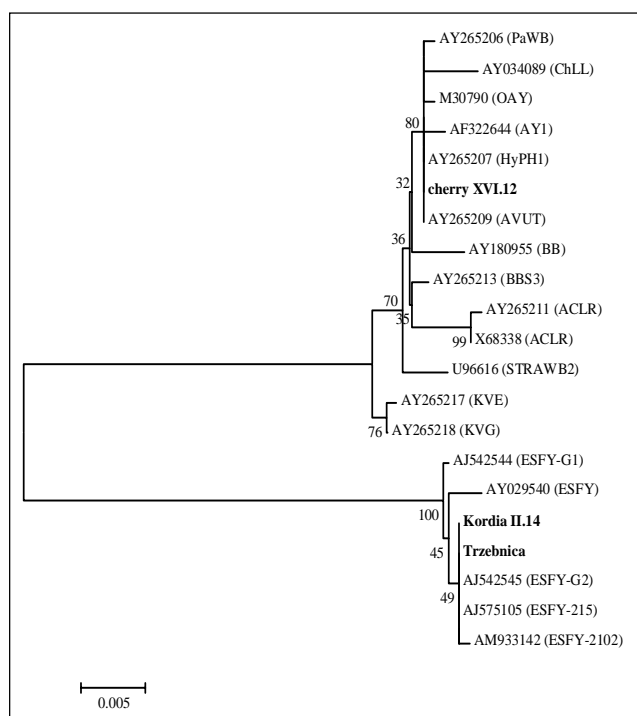 AY265206 (PaWB)
AY034089 (ChLL)
M30790 (OAY)
80
AF322644 (AY1)
AY265207 (HyPH1)
32
cherry XVI.12
AY265209 (AVUT)
36
AY180955 (BB)
AY265213 (BBS3)
70
35
AY265211 (ACLR)
99
X68338 (ACLR)
U96616 (STRAWB2)
AY265217 (KVE)
76
AY265218 (KVG)
AJ542544 (ESFY-G1)
AY029540 (ESFY)
100
Kordia II.14
45
Trzebnica
AJ542545 (ESFY-G2)
49
AJ575105 (ESFY-215)
AM933142 (ESFY-2102)
0.005